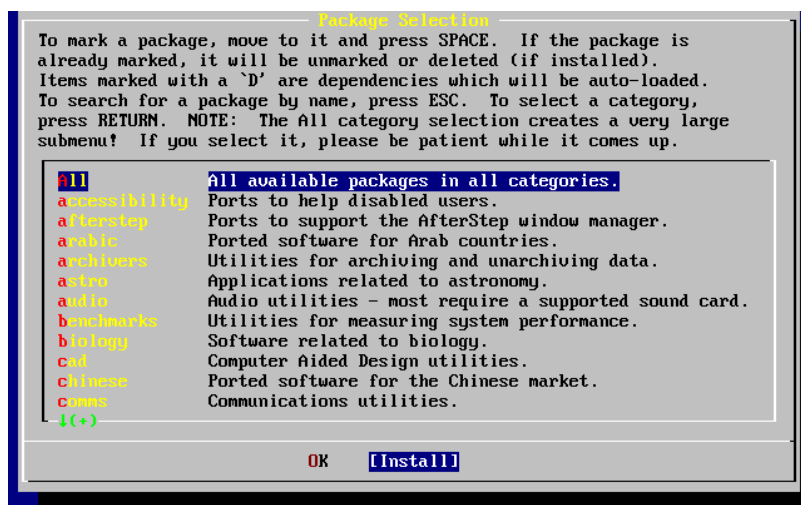 Package Selection
To mark a package, move to it and press SPACE.  If the package is
already marked, it will be unmarked or deleted (if installed).
Items marked with a `D' are dependencies which will be auto-loaded.
To search for a package by name, press ESC.  To select a category,
press RETURN.  NOTE:  The All category selection creates a very large
submenu!  If you select it, please be patient while it comes up.
All All available packages in all categories.
accessibility Ports to help disabled users.
afterstep Ports to support the AfterStep window manager.
arabic Ported software for Arab countries.
archivers Utilities for archiving and unarchiving data.
astro Applications related to astronomy.
audio Audio utilities - most require a supported sound card.
benchmarks Utilities for measuring system performance.
biology Software related to biology.
cad Computer Aided Design utilities.
chinese Ported software for the Chinese market.
comms Communications utilities.
↓(+)
OK [Install]